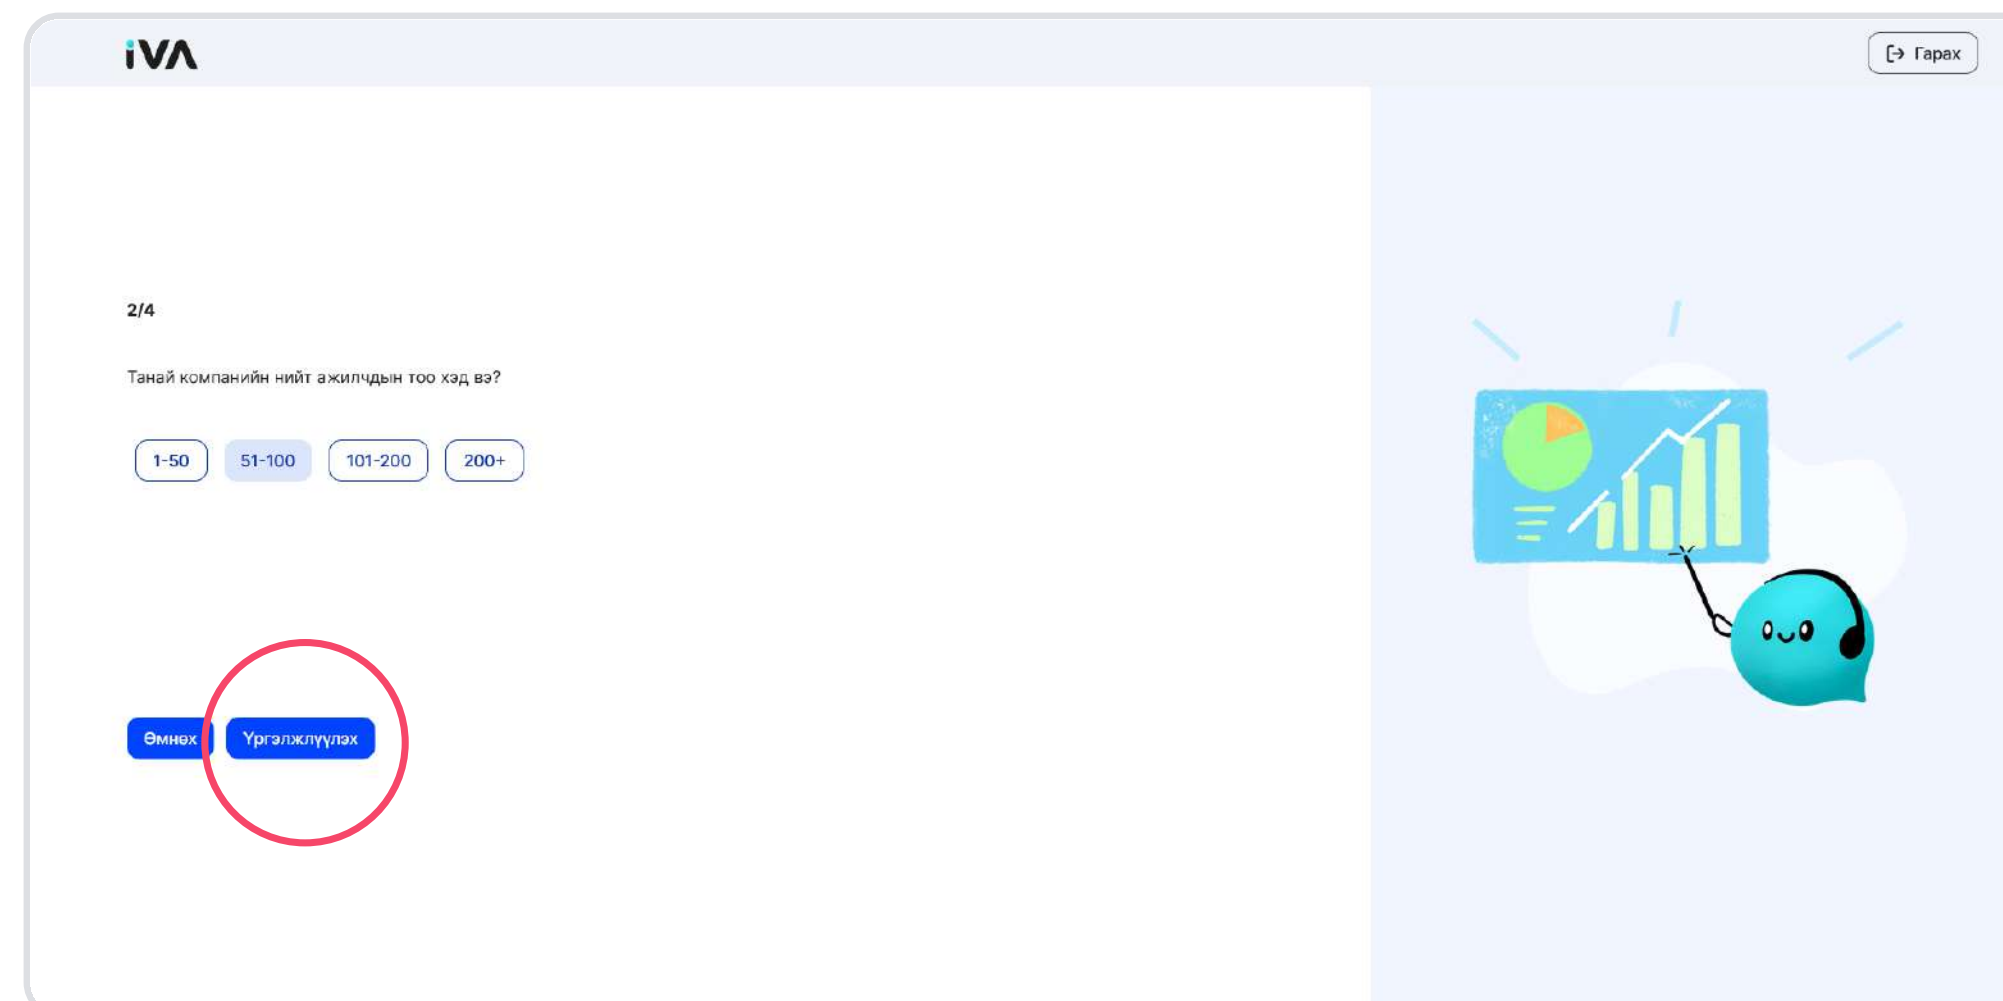 iVA
Гарах
2/4
Танай компанийн нийт ажилчдын тоо хэд вэ?
1-50 51-100 101-200 200+
Өмнөх Үргэлжлүүлэх